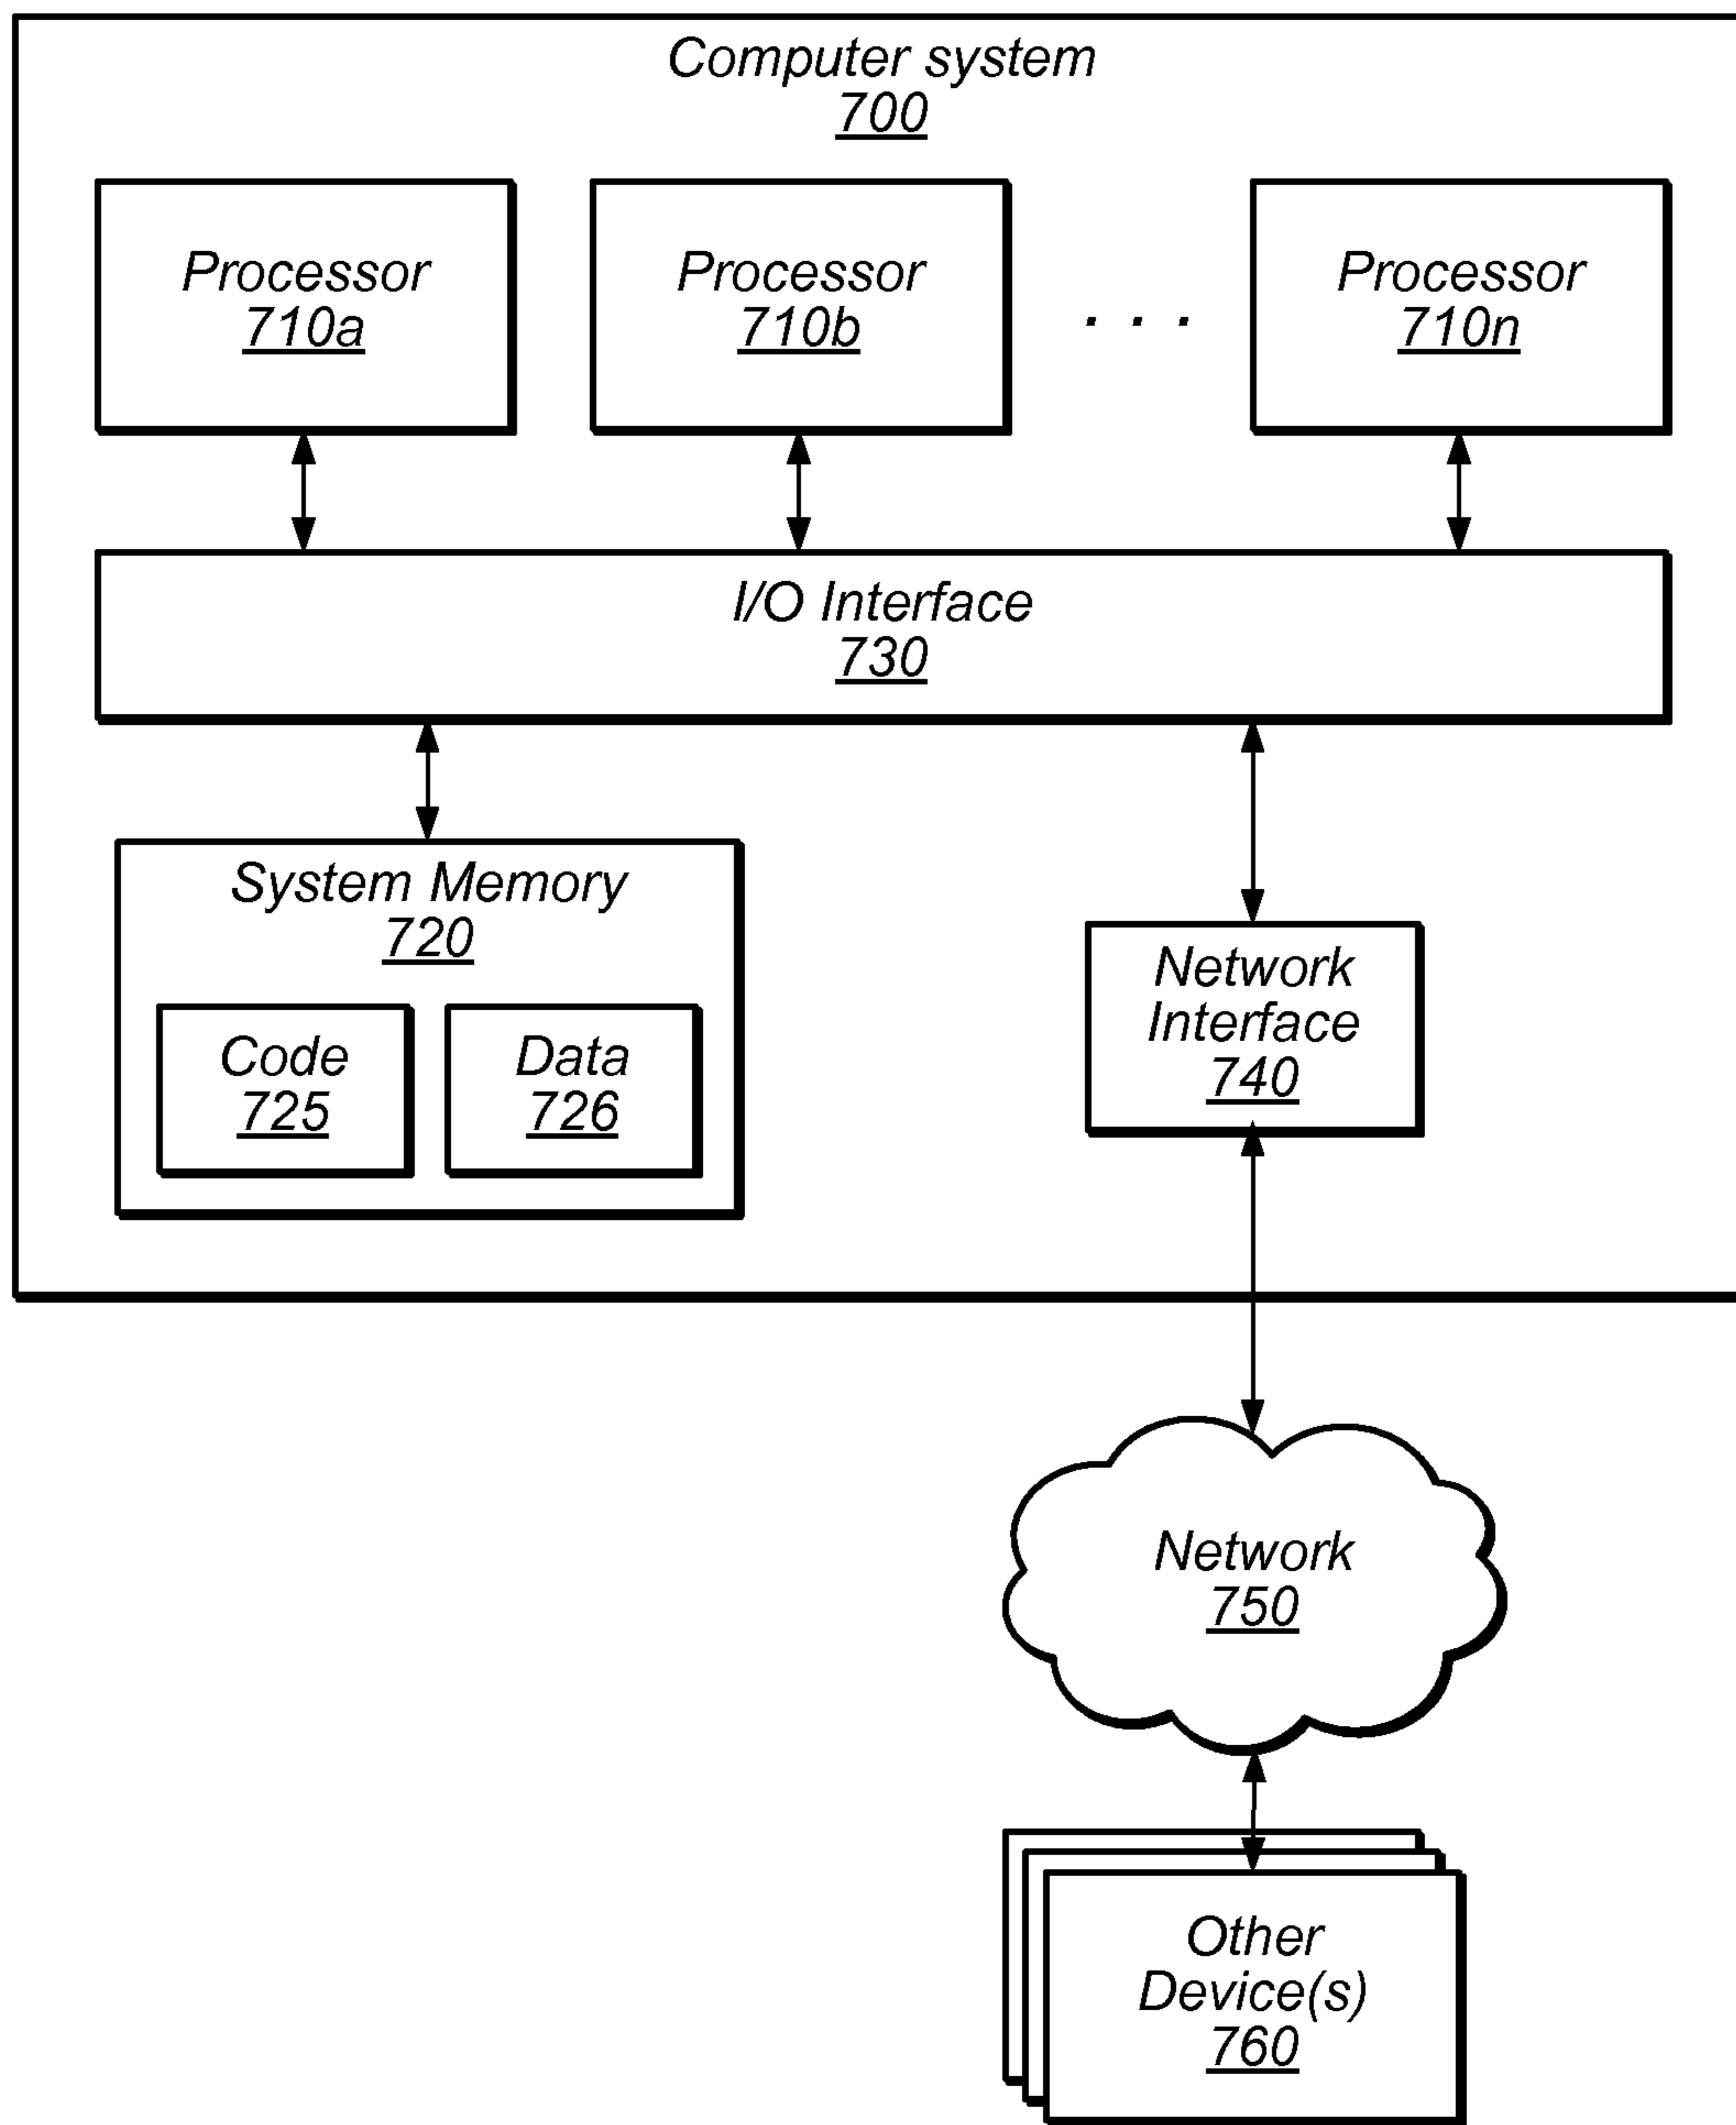 Computer system
700
Processor
710a
Processor
710b
. . .
Processor
710n
I/O Interface
730
System Memory
720
Code
725
Data
726
Network
Interface
740
Network
750
Other
Device(s)
760